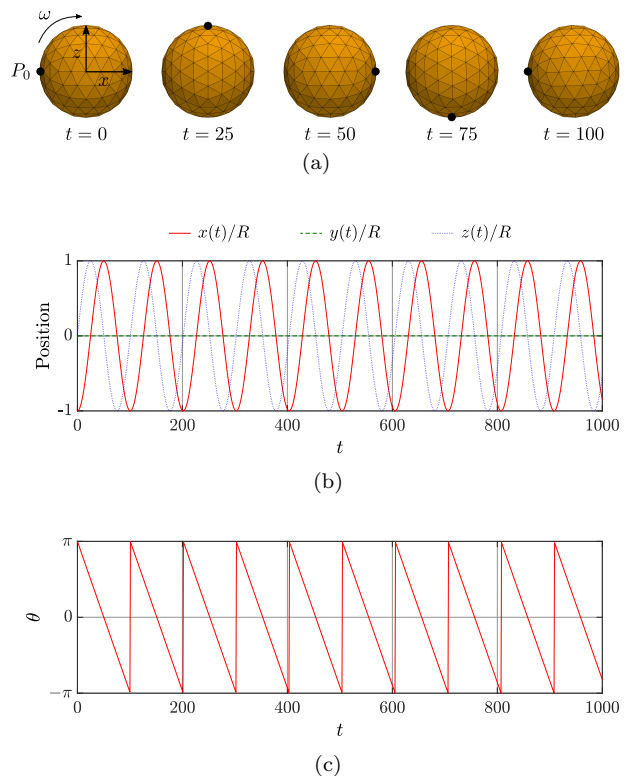 ω
z
P₀
x
t = 0 t = 25 t = 50 t = 75 t = 100
(a)
x(t)/R y(t)/R z(t)/R
1
0
-1
Position
0 200 400 600 800 1000
t
(b)
π
0
−π
θ
0 200 400 600 800 1000
t
(c)